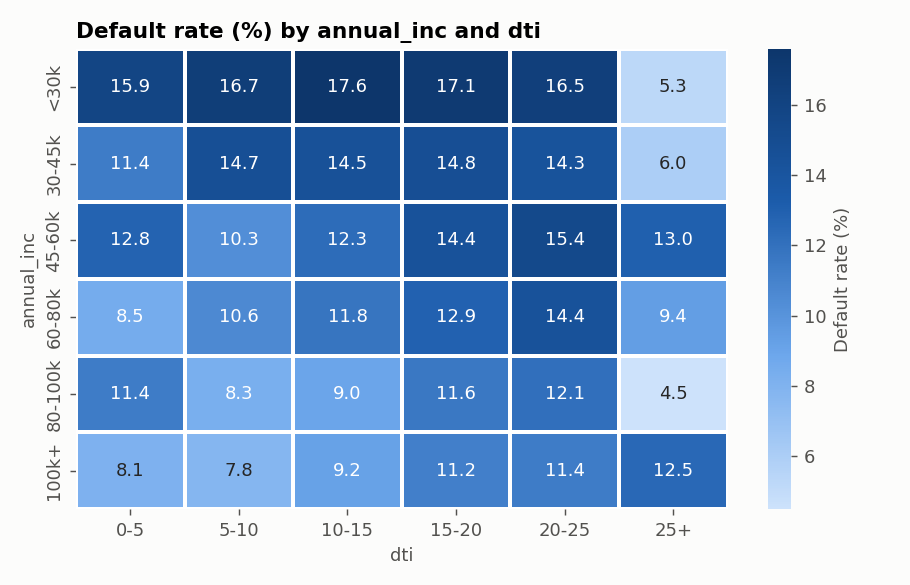 Default rate (%) by annual_inc and dti
<30k 15.9 16.7 17.6 17.1 16.5 5.3
30-45k 11.4 14.7 14.5 14.8 14.3 6.0
45-60k 12.8 10.3 12.3 14.4 15.4 13.0
60-80k 8.5 10.6 11.8 12.9 14.4 9.4
80-100k 11.4 8.3 9.0 11.6 12.1 4.5
100k+ 8.1 7.8 9.2 11.2 11.4 12.5
0-5 5-10 10-15 15-20 20-25 25+
dti
annual_inc
16
14
12
10
8
6
Default rate (%)